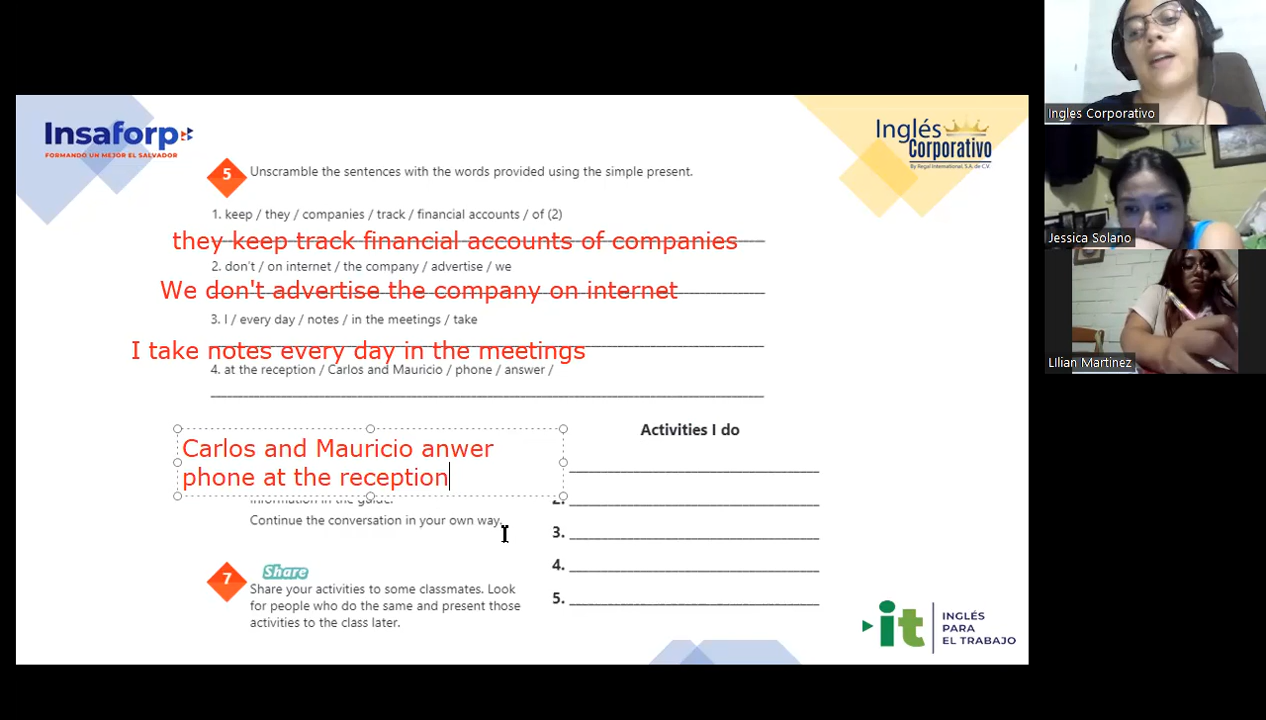 Insaforp
FORMANDO UN MEJOR EL SALVADOR
Inglés
Corporativo
By Regal International, S.A. de C.V.
5 Unscramble the sentences with the words provided using the simple present.
1. keep / they / companies / track / financial accounts / of (2)
they keep track financial accounts of companies
2. don't / on internet / the company / advertise / we
We don't advertise the company on internet
3. I / every day / notes / in the meetings / take
I take notes every day in the meetings
4. at the reception / Carlos and Mauricio / phone / answer /
Carlos and Mauricio anwer
phone at the reception
information in the guide.
Continue the conversation in your own way.
7 Share
Share your activities to some classmates. Look
for people who do the same and present those
activities to the class later.
Activities I do
2.
3.
4.
5.
it INGLÉS
PARA
EL TRABAJO
Ingles Corporativo
Jessica Solano
LIlian Martinez